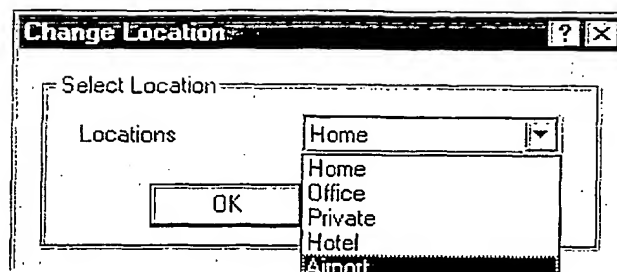 Change Location
Select Location
Locations
Home
Home
Office
OK
Private
Hotel
Airport